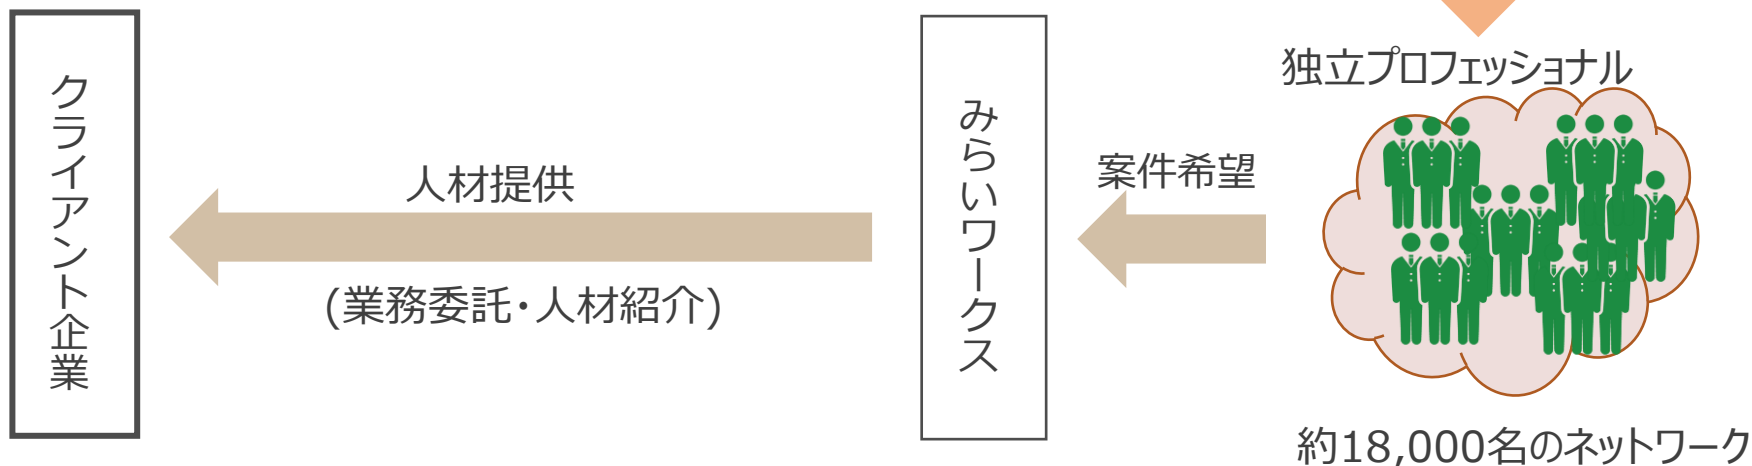 クライアント企業
人材提供
(業務委託・人材紹介)
みらいワークス
案件希望
独立プロフェッショナル
約18,000名のネットワーク